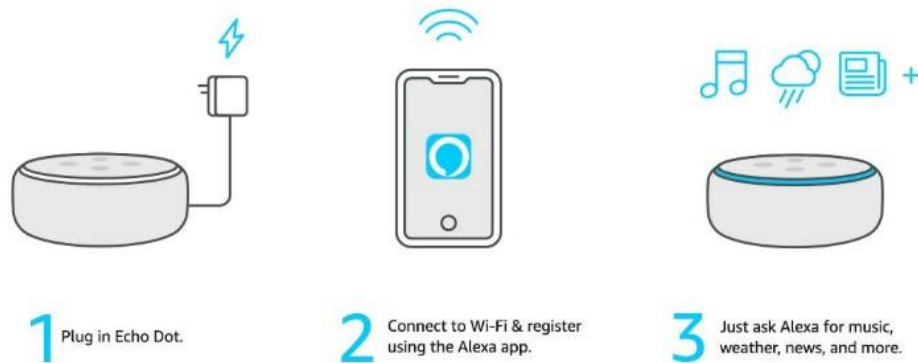 1 Plug in Echo Dot.
2 Connect to Wi-Fi & register
using the Alexa app.
3 Just ask Alexa for music,
weather, news, and more.